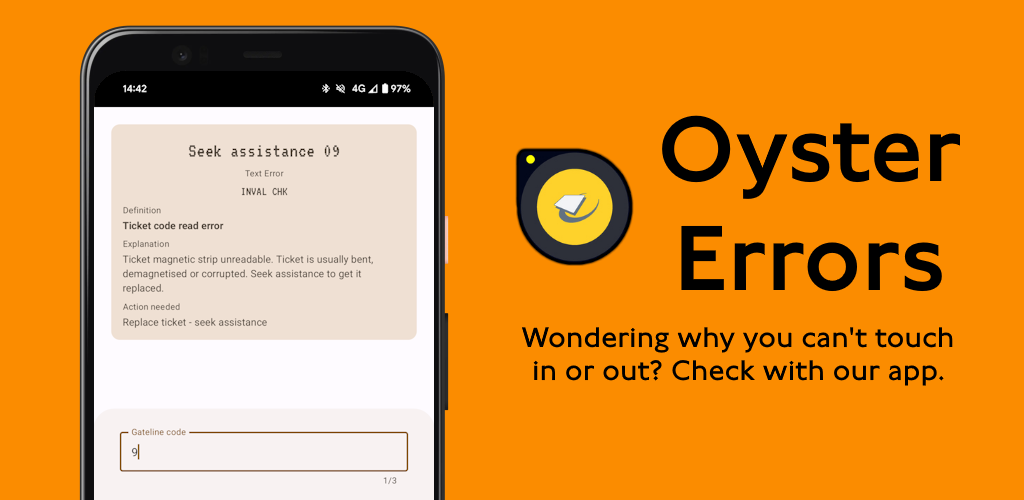 14:42
4G
97%
Seek assistance 09
Text Error
INVAL CHK
Definition
Ticket code read error
Explanation
Ticket magnetic strip unreadable. Ticket is usually bent,
demagnetised or corrupted. Seek assistance to get it
replaced.
Action needed
Replace ticket - seek assistance
Gateline code
9
1/3
Oyster
Errors
Wondering why you can't touch
in or out? Check with our app.